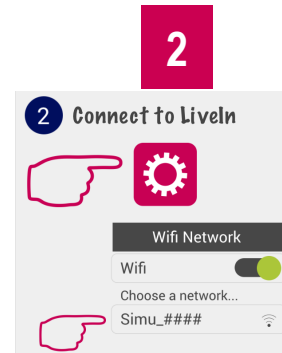 2
2 Connect to LiveIn
Wifi Network
Wifi
Choose a network...
Simu_####